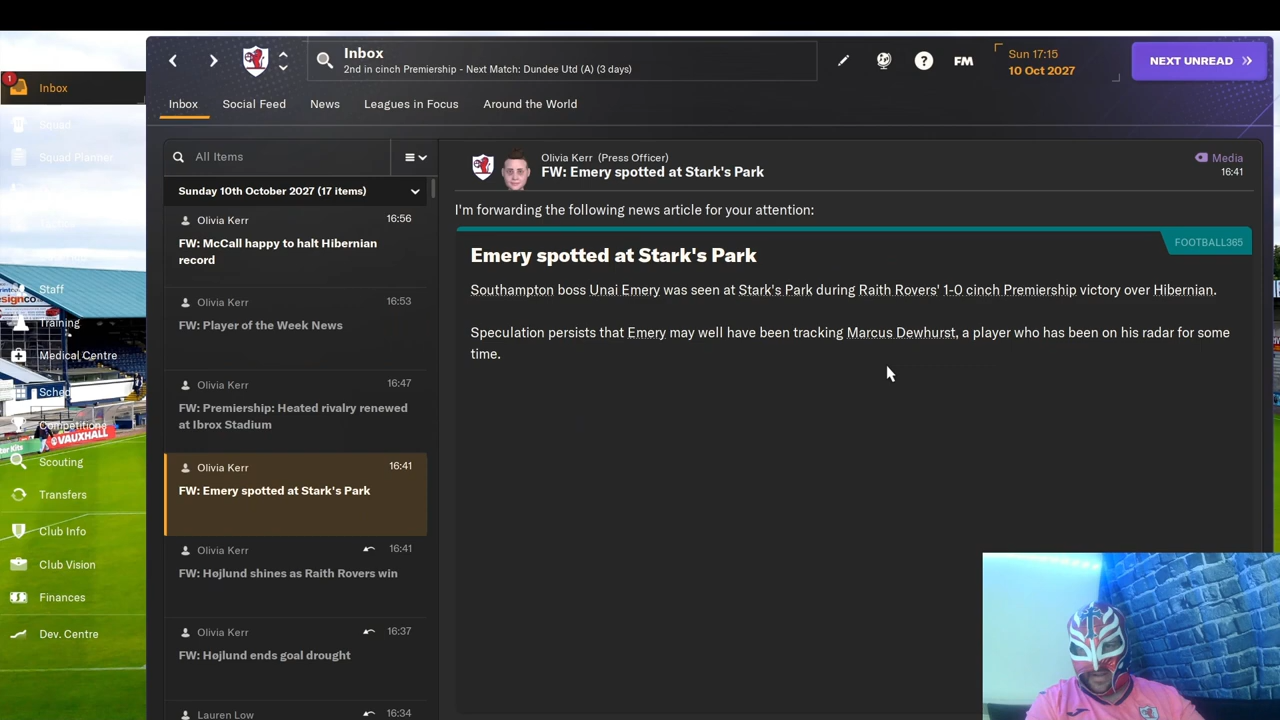 Inbox
2nd in cinch Premiership - Next Match: Dundee Utd (A) (3 days)
FM
Sun 17:15
10 Oct 2027
NEXT UNREAD
1
Inbox
Squad
Squad Planner
Staff
Training
Medical Centre
Competitions
Scouting
Transfers
Club Info
Club Vision
Finances
Dev. Centre
Inbox
Social Feed
News
Leagues in Focus
Around the World
All Items
Sunday 10th October 2027 (17 items)
Olivia Kerr 16:56
FW: McCall happy to halt Hibernian
record
Olivia Kerr 16:53
FW: Player of the Week News
Olivia Kerr 16:47
FW: Premiership: Heated rivalry renewed
at Ibrox Stadium
Olivia Kerr 16:41
FW: Emery spotted at Stark's Park
Olivia Kerr 16:41
FW: Højlund shines as Raith Rovers win
Olivia Kerr 16:37
FW: Højlund ends goal drought
Lauren Low 16:34
Olivia Kerr (Press Officer)
FW: Emery spotted at Stark's Park
Media
16:41
I'm forwarding the following news article for your attention:
FOOTBALL365
Emery spotted at Stark's Park
Southampton boss Unai Emery was seen at Stark's Park during Raith Rovers' 1-0 cinch Premiership victory over Hibernian.
Speculation persists that Emery may well have been tracking Marcus Dewhurst, a player who has been on his radar for some
time.
VAUXHALL